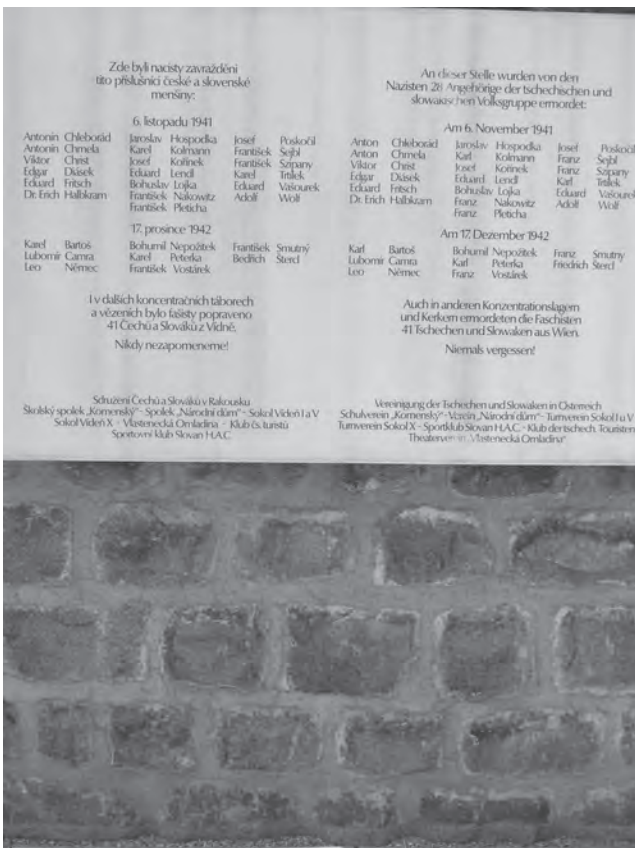 Zde byli nacisty zavražděni
tito příslušníci české a slovenské
menšiny:
6. listopadu 1941
Antonín Chleborád Jaroslav Hospodka Josef Poskočil
Antonín Chmela Karel Kolmann František Šejbl
Viktor Christ Josef Kořínek František Szipany
Edgar Diásek Eduard Lendl Karel
Eduard Fritsch Bohuslav Lojka Eduard Vašourek
Dr. Erich Halbkram František Nakowitz Adolf Wolf
František Pleticha
17. prosince 1942
Karel Bartoš Bohumil Nepožitek František Smutný
Lubomír Camra Karel Peterka Bedřich Šterd
Leo Němec František Vostárek
I v dalších koncentračních táborech
a vězeních bylo fašisty popraveno
41 Čechů a Slováků z Vídně.
Nikdy nezapomeneme!
Sdružení Čechů a Slováků v Rakousku
Školský spolek „Komenský“ - Spolek „Národní dům“ - Sokol Vídeň I a V
Sokol Vídeň X - Vlastenecká Omladina - Klub čs. turistů
Sportovní klub Slovan H.A.C.
An dieser Stelle wurden von den
Nazisten 28 Angehörige der tschechischen und
slowakischen Volksgruppe ermordet:
Am 6. November 1941
Anton Chleborád Jaroslav Hospodka Josef Poskoči
Anton Chmela Karl Kolmann Franz Šejbl
Viktor Christ Josef Kořínek Franz Szipany
Edgar Diásek Eduard Lendl Karl
Eduard Fritsch Bohuslav Lojka Eduard Vašourek
Dr. Erich Halbkram Franz Nakowitz Adolf Wolf
Franz Pleticha
Am 17. Dezember 1942
Karl Bartoš Bohumil Nepožitek Franz Smutny
Lubomír Camra Karl Peterka Friedrich Šterd
Leo Němec Franz Vostárek
Auch in anderen Konzentrationslagern
und Kerkern ermordeten die Faschisten
41 Tschechen und Slowaken aus Wien.
Niemals vergessen!
Vereinigung der Tschechen und Slowaken in Österreich
Schulverein „Komenský“ - Verein „Národní dům“ - Turnverein Sokol I u V
Turnverein Sokol X - Sportklub Slovan H.A.C. - Klub der tschech. Touristen
Theaterverein „Vlastenecká Omladina“